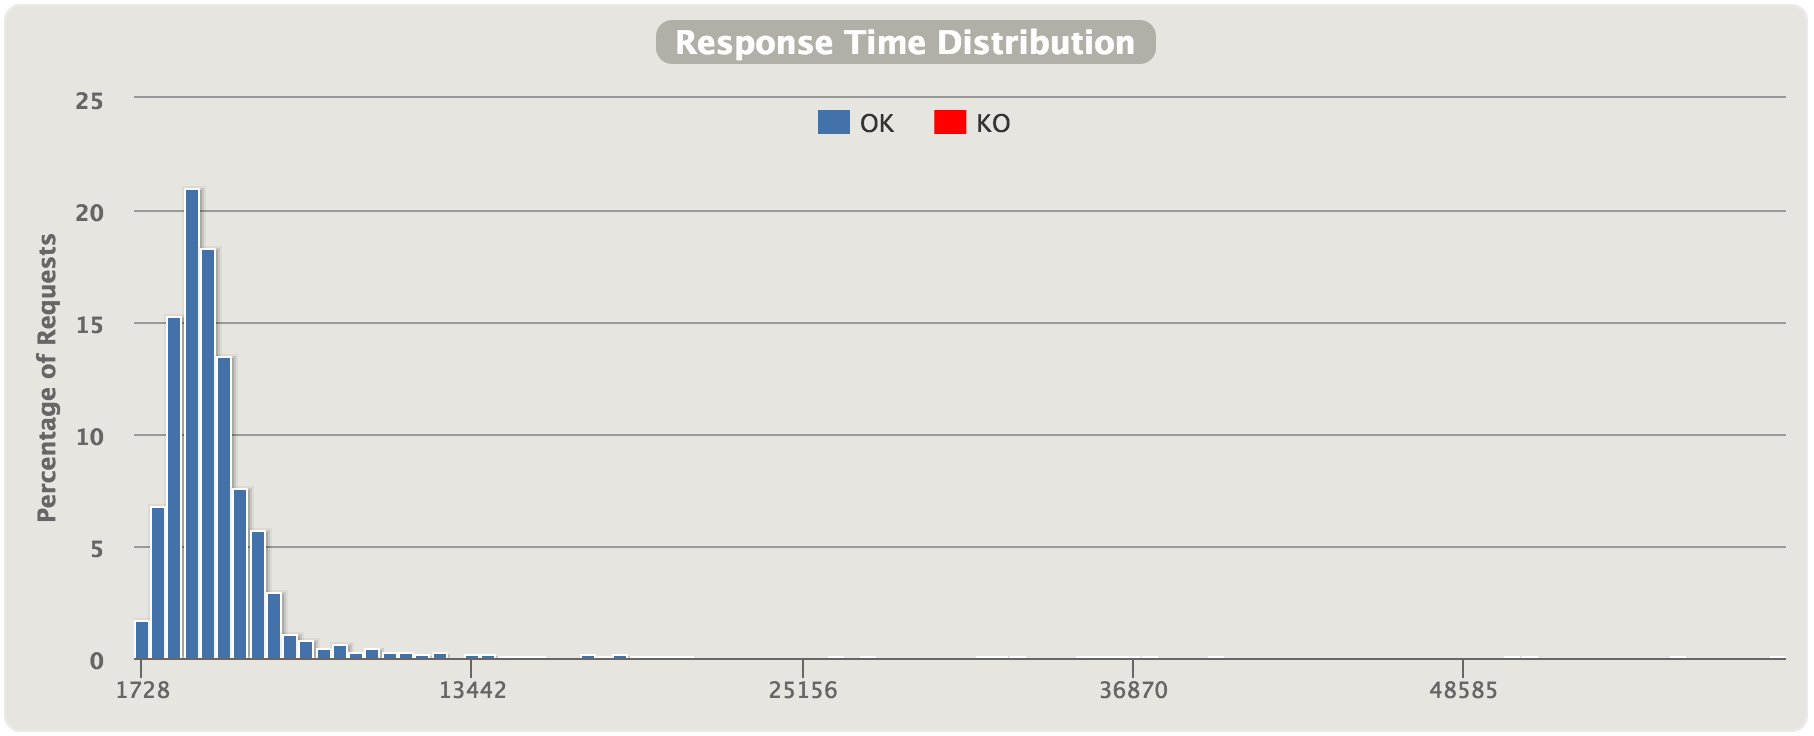 Response Time Distribution
25
OK KO
20
15
10
5
0
Percentage of Requests
1728 13442 25156 36870 48585